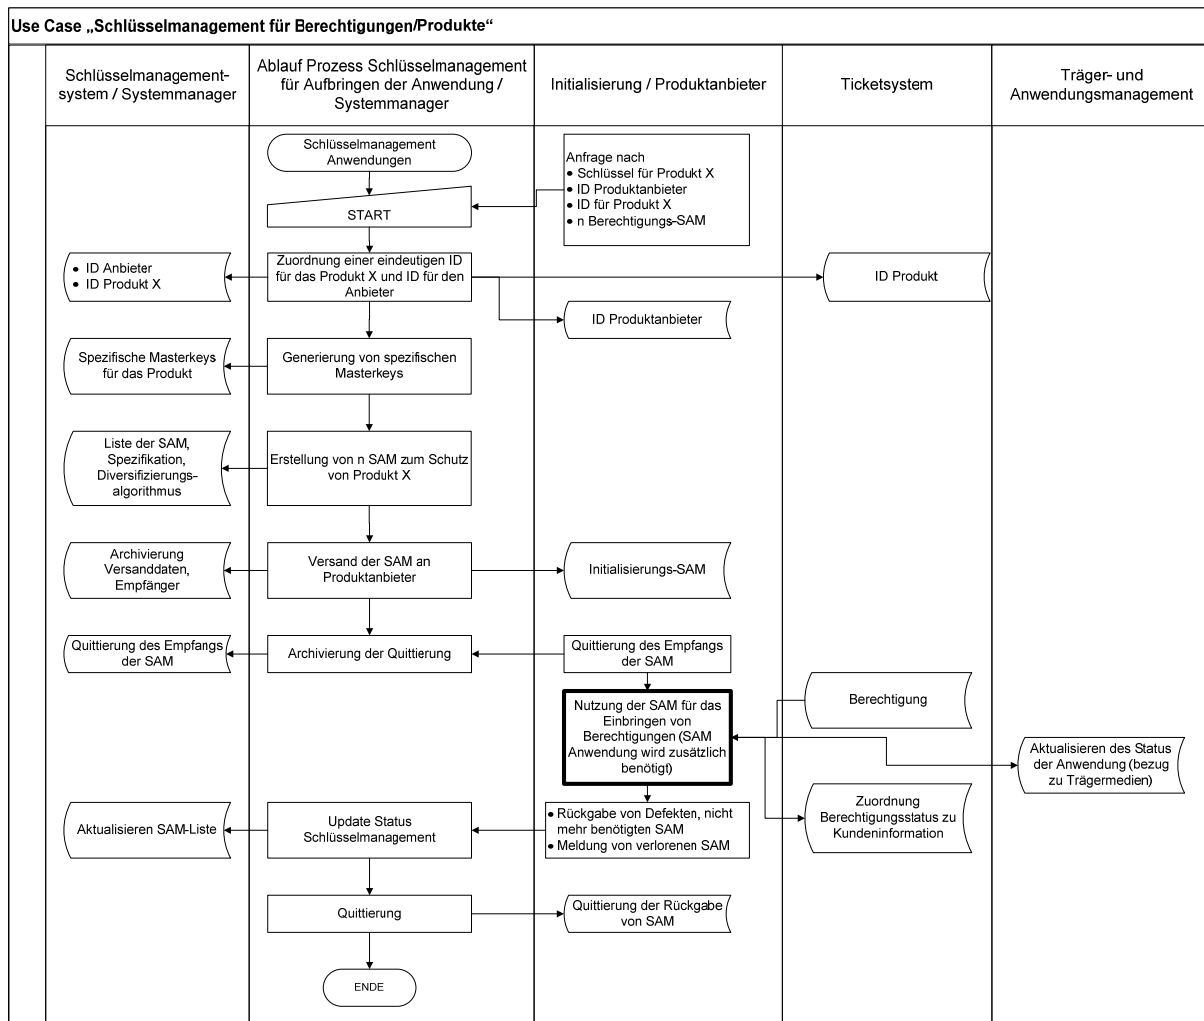 Use Case „Schlüsselmanagement für Berechtigungen/Produkte“
Schlüsselmanagement-
system / Systemmanager
Ablauf Prozess Schlüsselmanagement
für Aufbringen der Anwendung /
Systemmanager
Initialisierung / Produktanbieter
Ticketsystem
Träger- und
Anwendungsmanagement
Schlüsselmanagement
Anwendungen
Anfrage nach
• Schlüssel für Produkt X
• ID Produktanbieter
• ID für Produkt X
• n Berechtigungs-SAM
START
• ID Anbieter
• ID Produkt X
Zuordnung einer eindeutigen ID
für das Produkt X und ID für den
Anbieter
ID Produkt
ID Produktanbieter
Spezifische Masterkeys
für das Produkt
Generierung von spezifischen
Masterkeys
Liste der SAM,
Spezifikation,
Diversifizierungs-
algorithmus
Erstellung von n SAM zum Schutz
von Produkt X
Archivierung
Versanddaten,
Empfänger
Versand der SAM an
Produktanbieter
Initialisierungs-SAM
Quittierung des Empfangs
der SAM
Archivierung der Quittierung
Quittierung des Empfangs
der SAM
Nutzung der SAM für das
Einbringen von
Berechtigungen (SAM
Anwendung wird zusätzlich
benötigt)
Berechtigung
Aktualisieren des Status
der Anwendung (bezug
zu Trägermedien)
Aktualisieren SAM-Liste
Update Status
Schlüsselmanagement
• Rückgabe von Defekten, nicht
mehr benötigten SAM
• Meldung von verlorenen SAM
Zuordnung
Berechtigungsstatus zu
Kundeninformation
Quittierung
Quittierung der Rückgabe
von SAM
ENDE